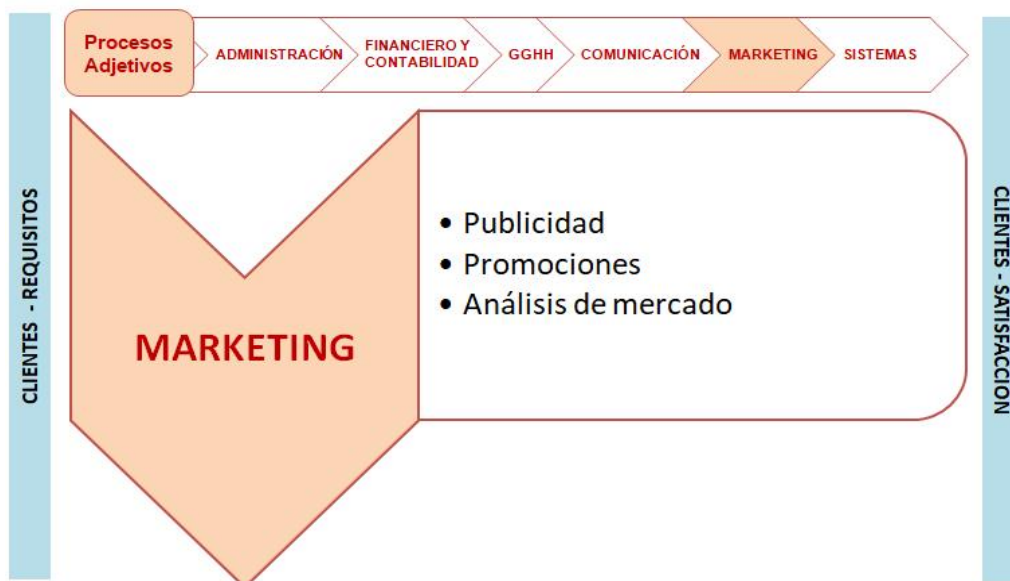 Procesos
Adjetivos
ADMINISTRACIÓN
FINANCIERO Y
CONTABILIDAD
GGHH
COMUNICACIÓN
MARKETING
SISTEMAS
CLIENTES - REQUISITOS
MARKETING
• Publicidad
• Promociones
• Análisis de mercado
CLIENTES - SATISFACCION